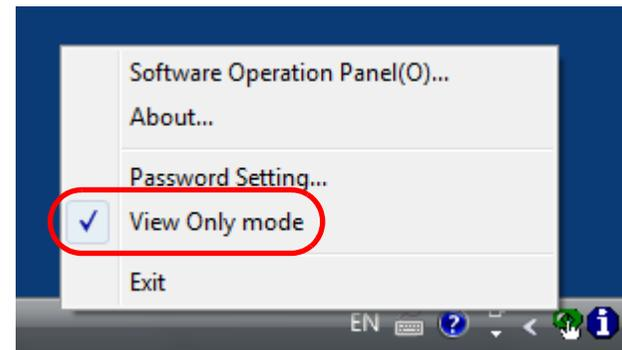 Software Operation Panel(O)...
About...
Password Setting...
View Only mode
Exit
EN